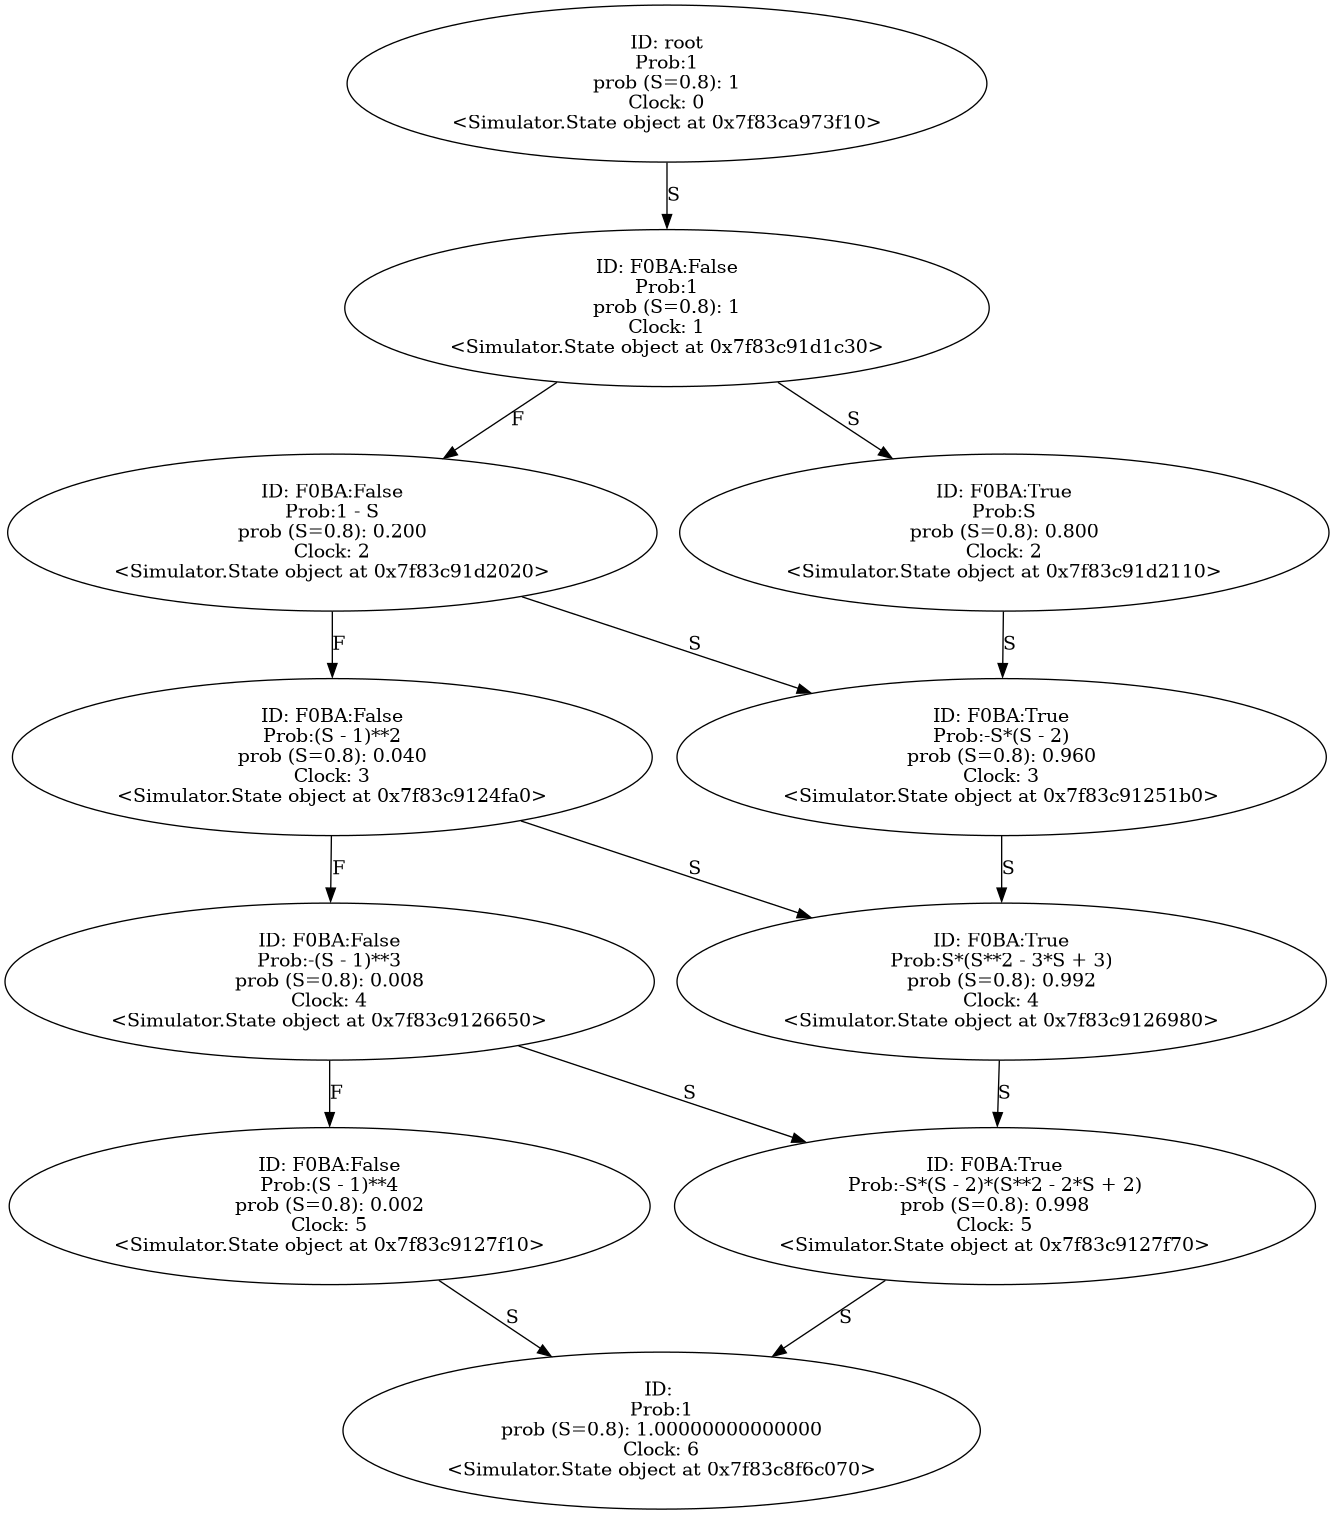 ID: root
Prob:1
prob (S=0.8): 1
Clock: 0
<Simulator.State object at 0x7f83ca973f10>
S
ID: F0BA:False
Prob:1
prob (S=0.8): 1
Clock: 1
<Simulator.State object at 0x7f83c91d1c30>
F
S
ID: F0BA:False
Prob:1 - S
prob (S=0.8): 0.200
Clock: 2
<Simulator.State object at 0x7f83c91d2020>
ID: F0BA:True
Prob:S
prob (S=0.8): 0.800
Clock: 2
<Simulator.State object at 0x7f83c91d2110>
F
S
S
ID: F0BA:False
Prob:(S - 1)**2
prob (S=0.8): 0.040
Clock: 3
<Simulator.State object at 0x7f83c9124fa0>
ID: F0BA:True
Prob:-S*(S - 2)
prob (S=0.8): 0.960
Clock: 3
<Simulator.State object at 0x7f83c91251b0>
F
S
S
ID: F0BA:False
Prob:-(S - 1)**3
prob (S=0.8): 0.008
Clock: 4
<Simulator.State object at 0x7f83c9126650>
ID: F0BA:True
Prob:S*(S**2 - 3*S + 3)
prob (S=0.8): 0.992
Clock: 4
<Simulator.State object at 0x7f83c9126980>
F
S
S
ID: F0BA:False
Prob:(S - 1)**4
prob (S=0.8): 0.002
Clock: 5
<Simulator.State object at 0x7f83c9127f10>
ID: F0BA:True
Prob:-S*(S - 2)*(S**2 - 2*S + 2)
prob (S=0.8): 0.998
Clock: 5
<Simulator.State object at 0x7f83c9127f70>
S
S
ID:
Prob:1
prob (S=0.8): 1.00000000000000
Clock: 6
<Simulator.State object at 0x7f83c8f6c070>